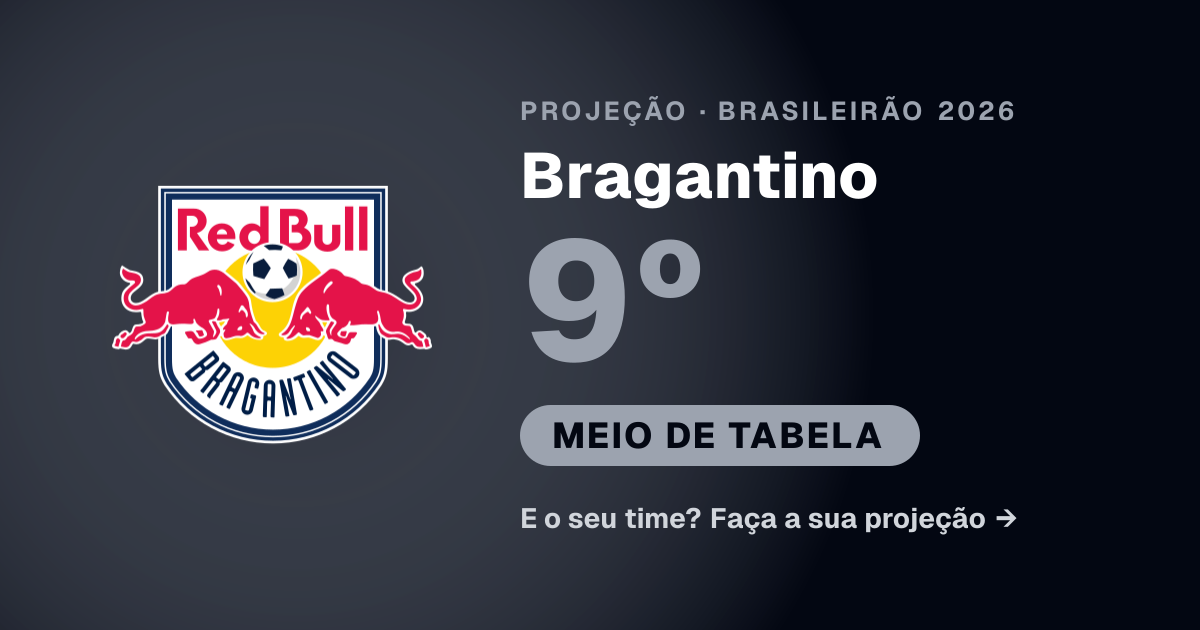 Red Bull
BRAGANTINO
PROJEÇÃO · BRASILEIRÃO 2026
Bragantino
9º
MEIO DE TABELA
E o seu time? Faça a sua projeção →